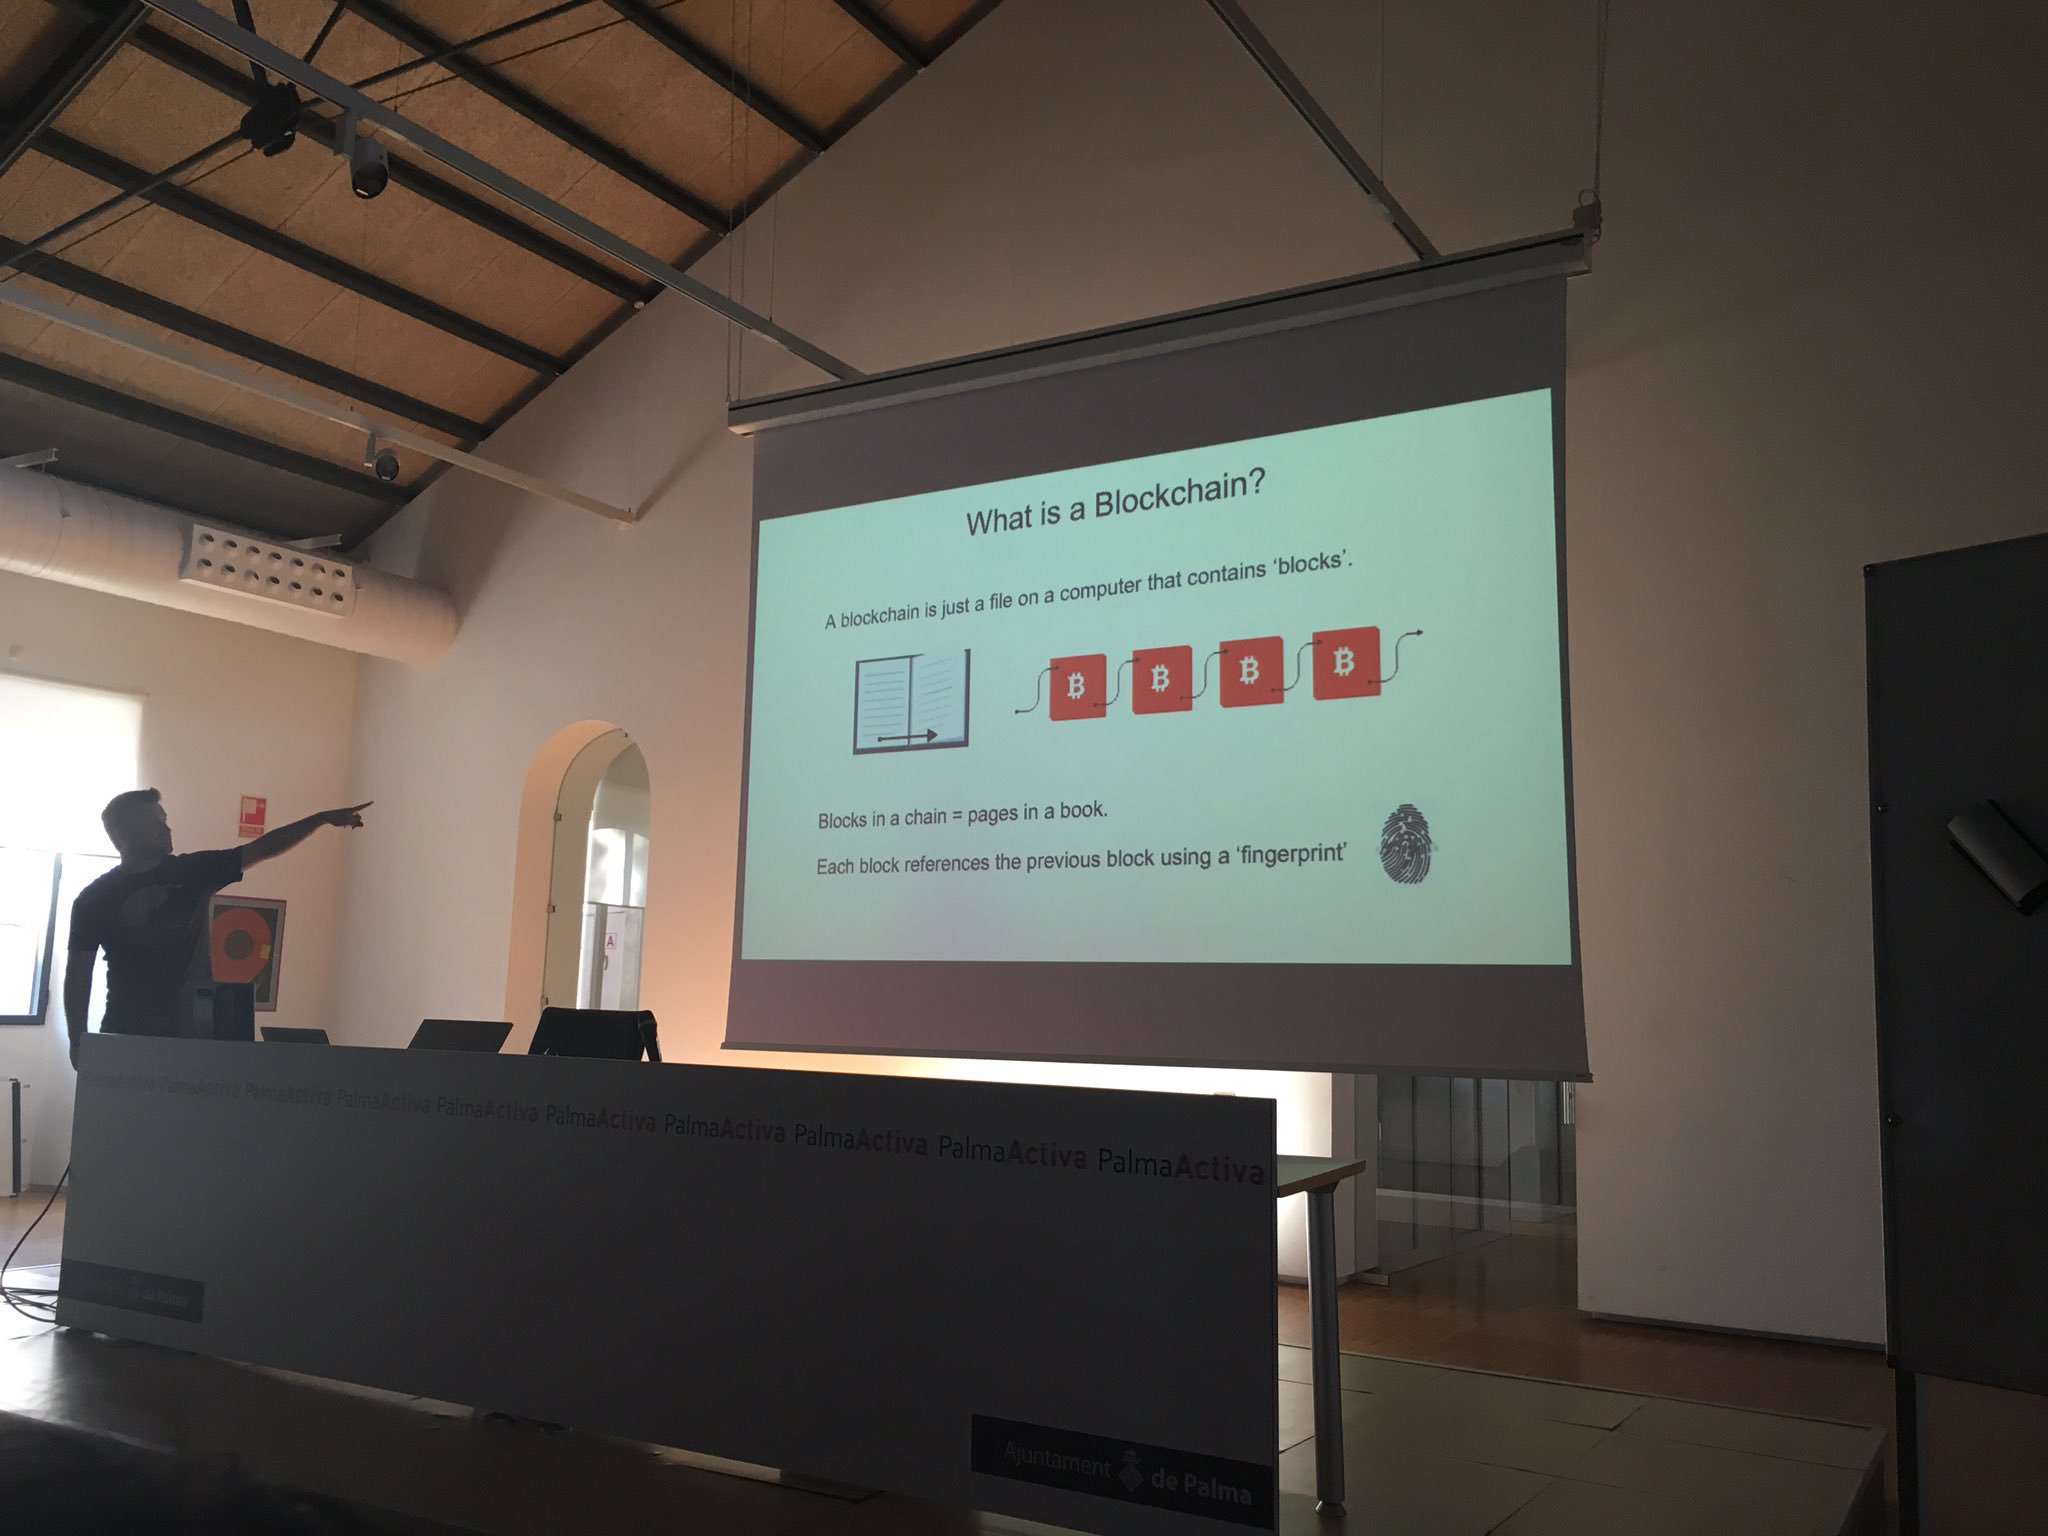 What is a Blockchain?
A blockchain is just a file on a computer that contains ‘blocks’.
Blocks in a chain = pages in a book.
Each block references the previous block using a ‘fingerprint’
A
PalmaActiva PalmaActiva PalmaActiva PalmaActiva PalmaActiva PalmaActiva PalmaActiva PalmaActiva PalmaActiva PalmaActiva
de Palma
Ajuntament de Palma